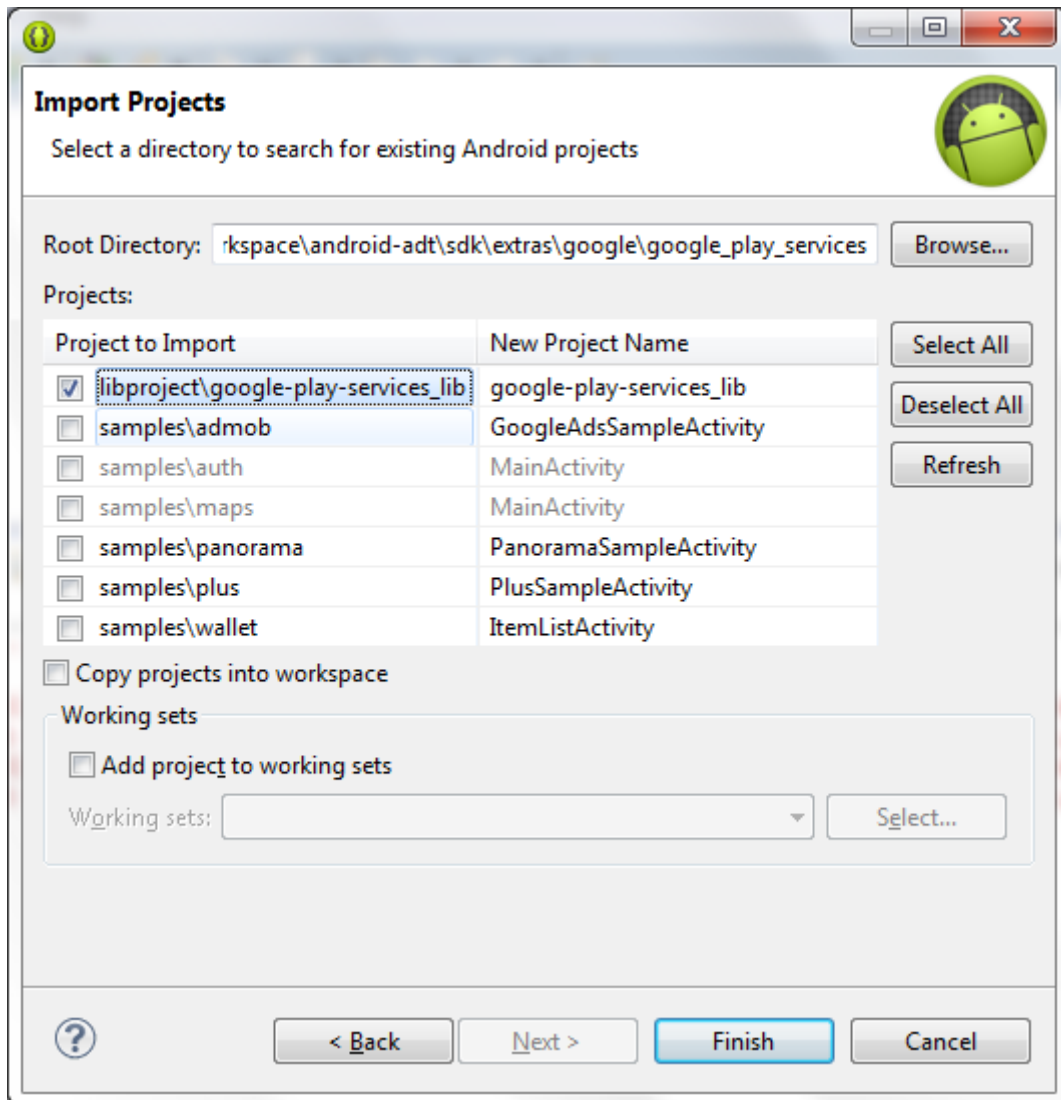 Import Projects
Select a directory to search for existing Android projects
Root Directory: rkspace\android-adt\sdk\extras\google\google_play_services Browse...
Projects:
Project to Import New Project Name Select All
libproject\google-play-services_lib google-play-services_lib
samples\admob GoogleAdsSampleActivity Deselect All
samples\auth MainActivity Refresh
samples\maps MainActivity
samples\panorama PanoramaSampleActivity
samples\plus PlusSampleActivity
samples\wallet ItemListActivity
Copy projects into workspace
Working sets
Add project to working sets
Working sets: Select...
? < Back Next > Finish Cancel